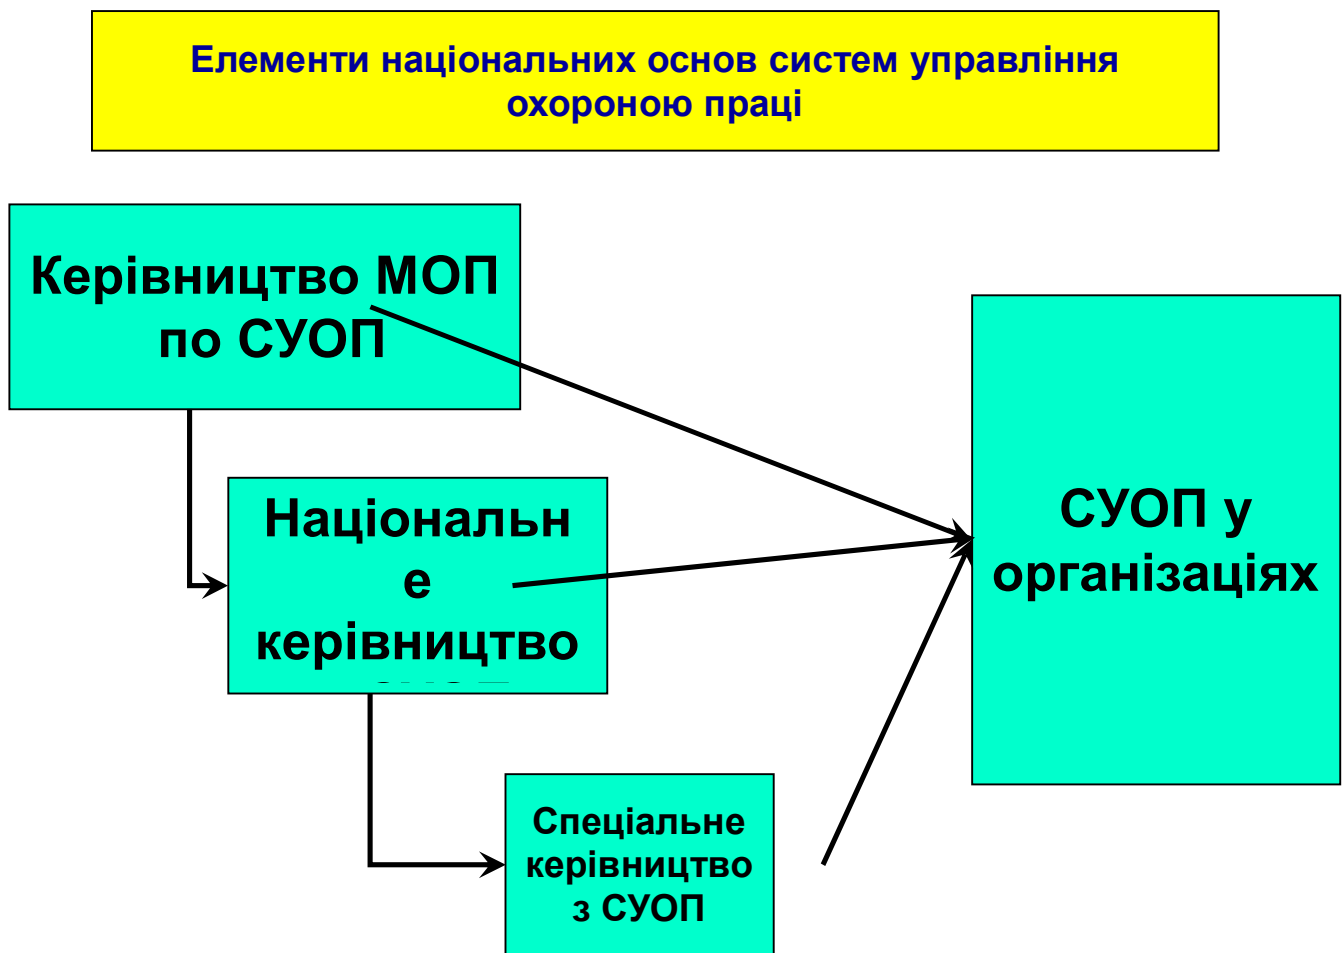 Елементи національних основ систем управління
охороною праці
Керівництво МОП
по СУОП
Національн
е
керівництво
СУОП у
організаціях
Спеціальне
керівництво
з СУОП